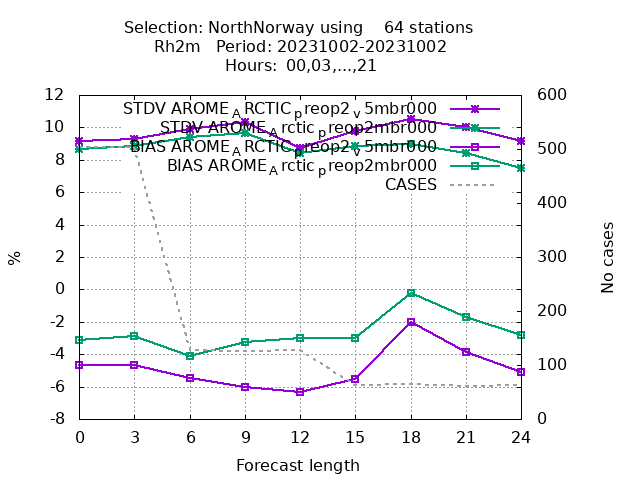 Selection: NorthNorway using    64 stations
Rh2m   Period: 20231002-20231002
Hours:  00,03,...,21
STDV AROME_ARCTIC_preop2_v5mbr000
STDV AROME_Arctic_preop2mbr000
BIAS AROME_ARCTIC_preop2_v5mbr000
BIAS AROME_Arctic_preop2mbr000
CASES
12
10
8
6
4
2
0
-2
-4
-6
-8
%
600
500
400
300
200
100
0
No cases
0 3 6 9 12 15 18 21 24
Forecast length